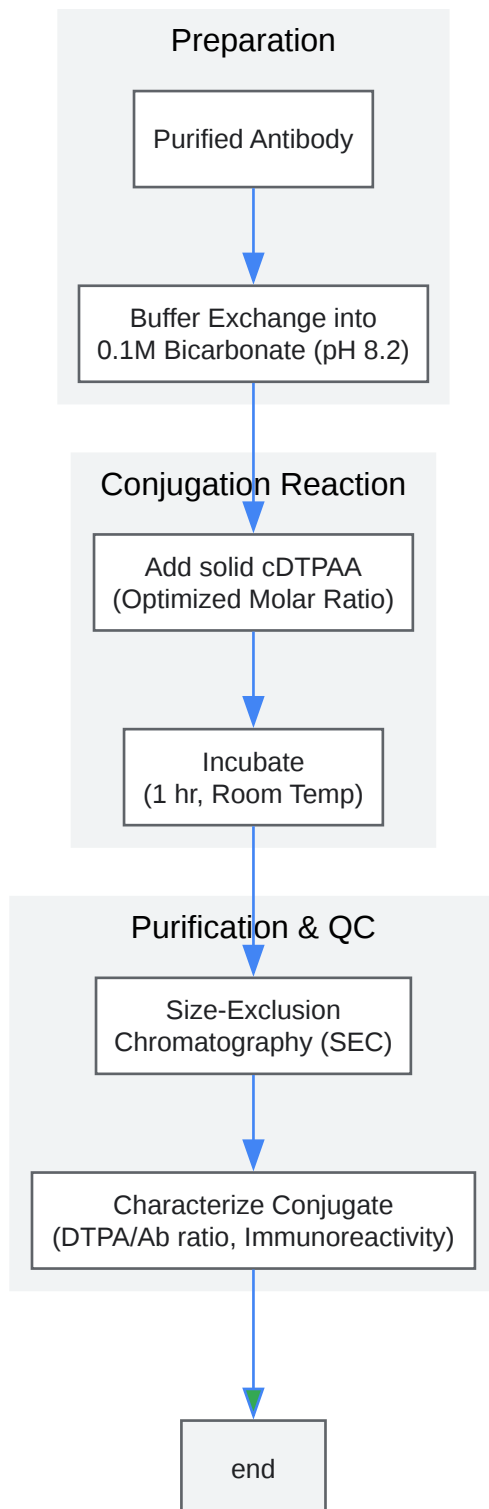 Preparation
Purified Antibody
Buffer Exchange into
0.1M Bicarbonate (pH 8.2)
Conjugation Reaction
Add solid cDTPAA
(Optimized Molar Ratio)
Incubate
(1 hr, Room Temp)
Purification & QC
Size-Exclusion
Chromatography (SEC)
Characterize Conjugate
(DTPA/Ab ratio, Immunoreactivity)
end